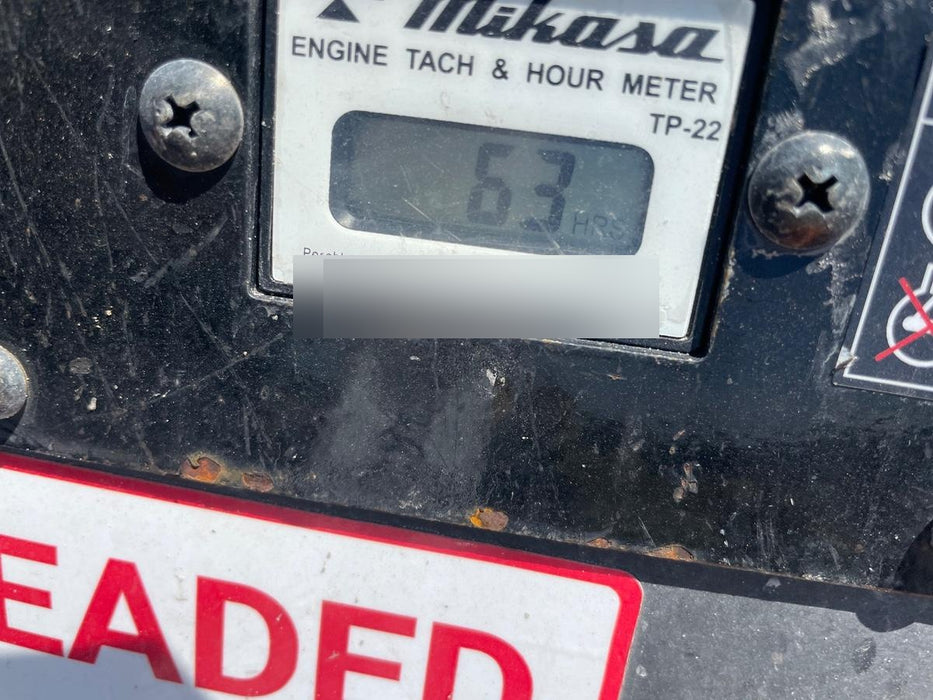 Mikasa
ENGINE TACH & HOUR METER
TP-22
63 HRS
EADED